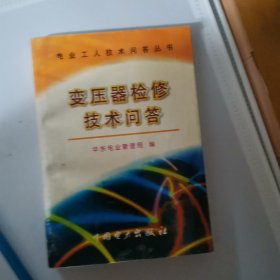 电业工人技术问答丛书
变压器检修
技术问答
华东电业管理局 编
中国电力出版社